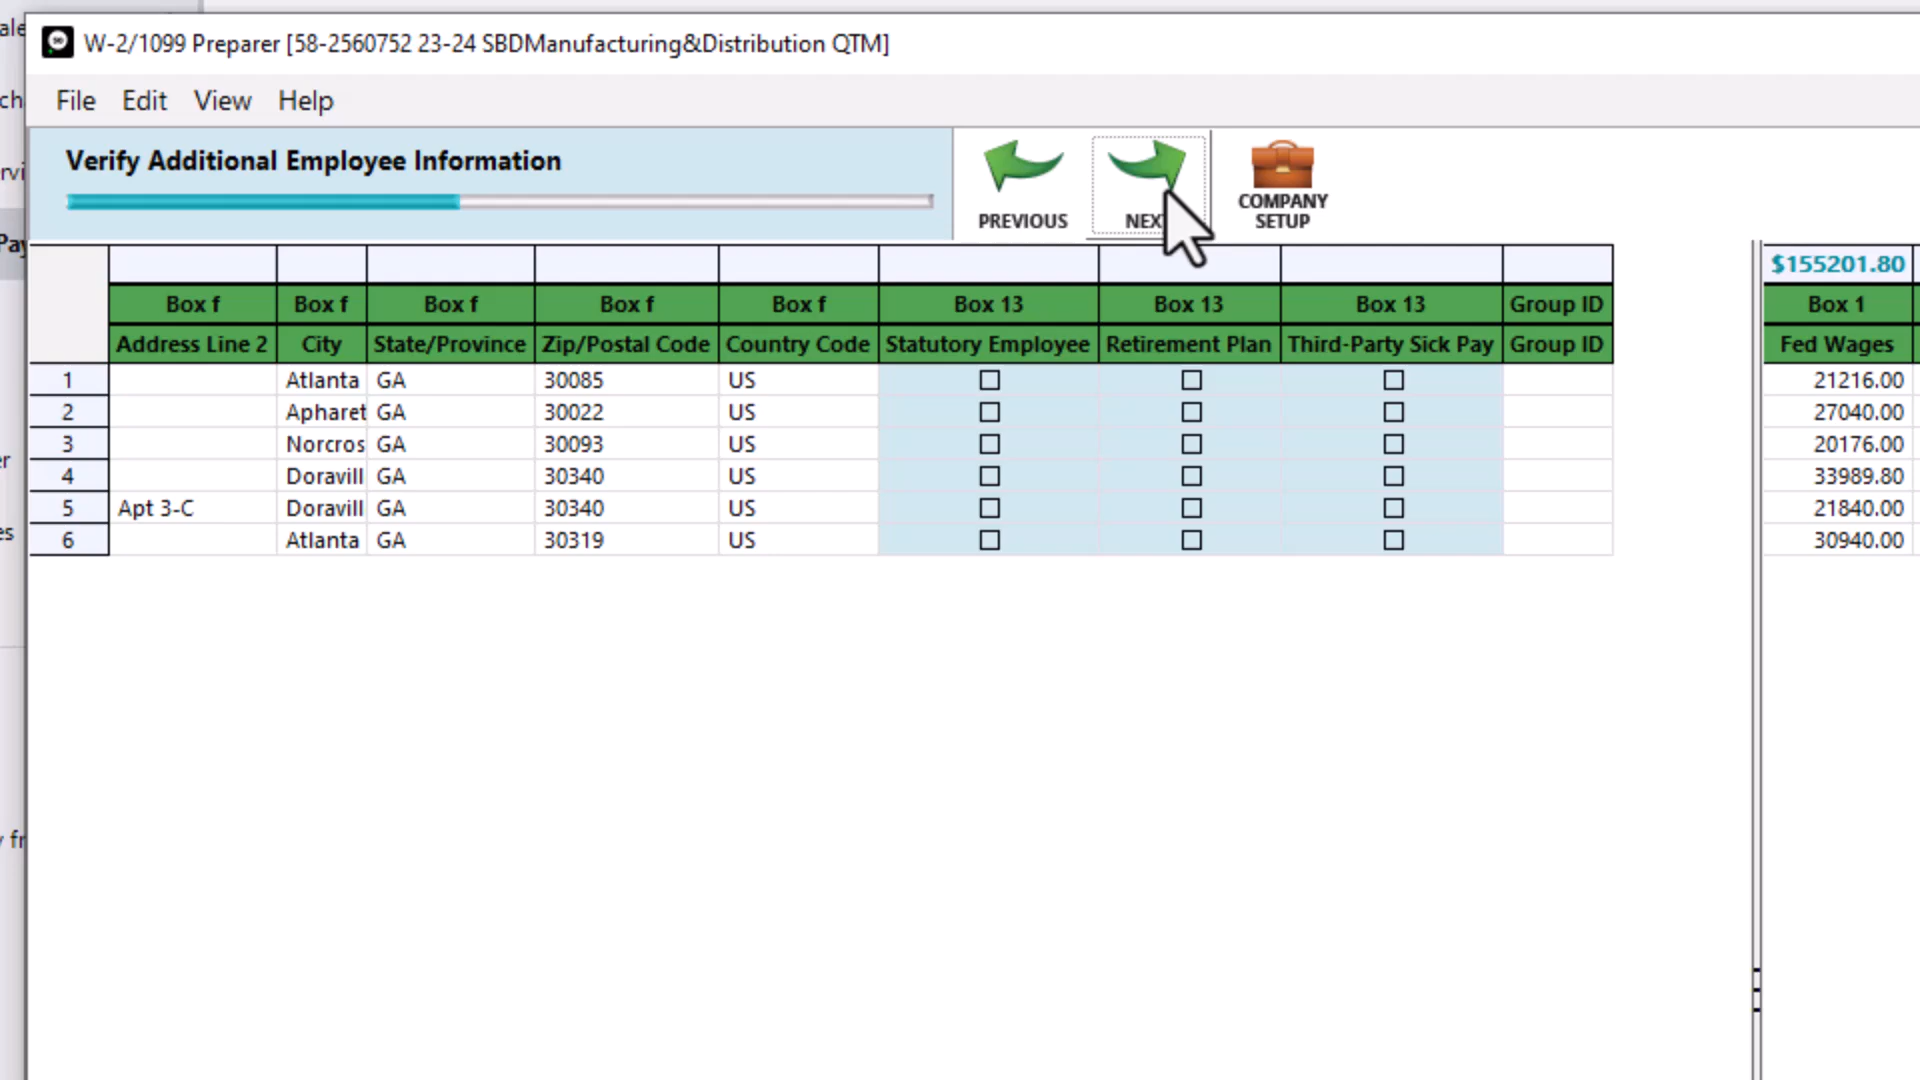 W-2/1099 Preparer [58-2560752 23-24 SBDManufacturing&Distribution QTM]
File Edit View Help
Verify Additional Employee Information
PREVIOUS
NEX
COMPANY
SETUP
$155201.80
Box f Box f Box f Box f Box f Box 13 Box 13 Box 13 Group ID Box 1
Address Line 2 City State/Province Zip/Postal Code Country Code Statutory Employee Retirement Plan Third-Party Sick Pay Group ID Fed Wages
1 Atlanta GA 30085 US 21216.00
2 Apharet GA 30022 US 27040.00
3 Norcros GA 30093 US 20176.00
4 Doravill GA 30340 US 33989.80
5 Apt 3-C Doravill GA 30340 US 21840.00
6 Atlanta GA 30319 US 30940.00